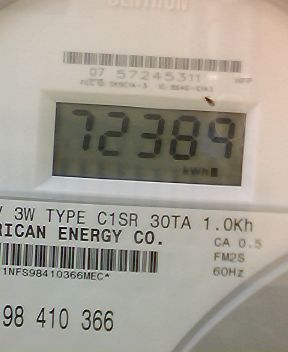 CENTRON
07 57245311
72389
kWh
3W TYPE C1SR 30TA 1.0Kh
RICAN ENERGY CO.
CA 0.5
FM2S
60Hz
1NFS98410366MEC*
98 410 366